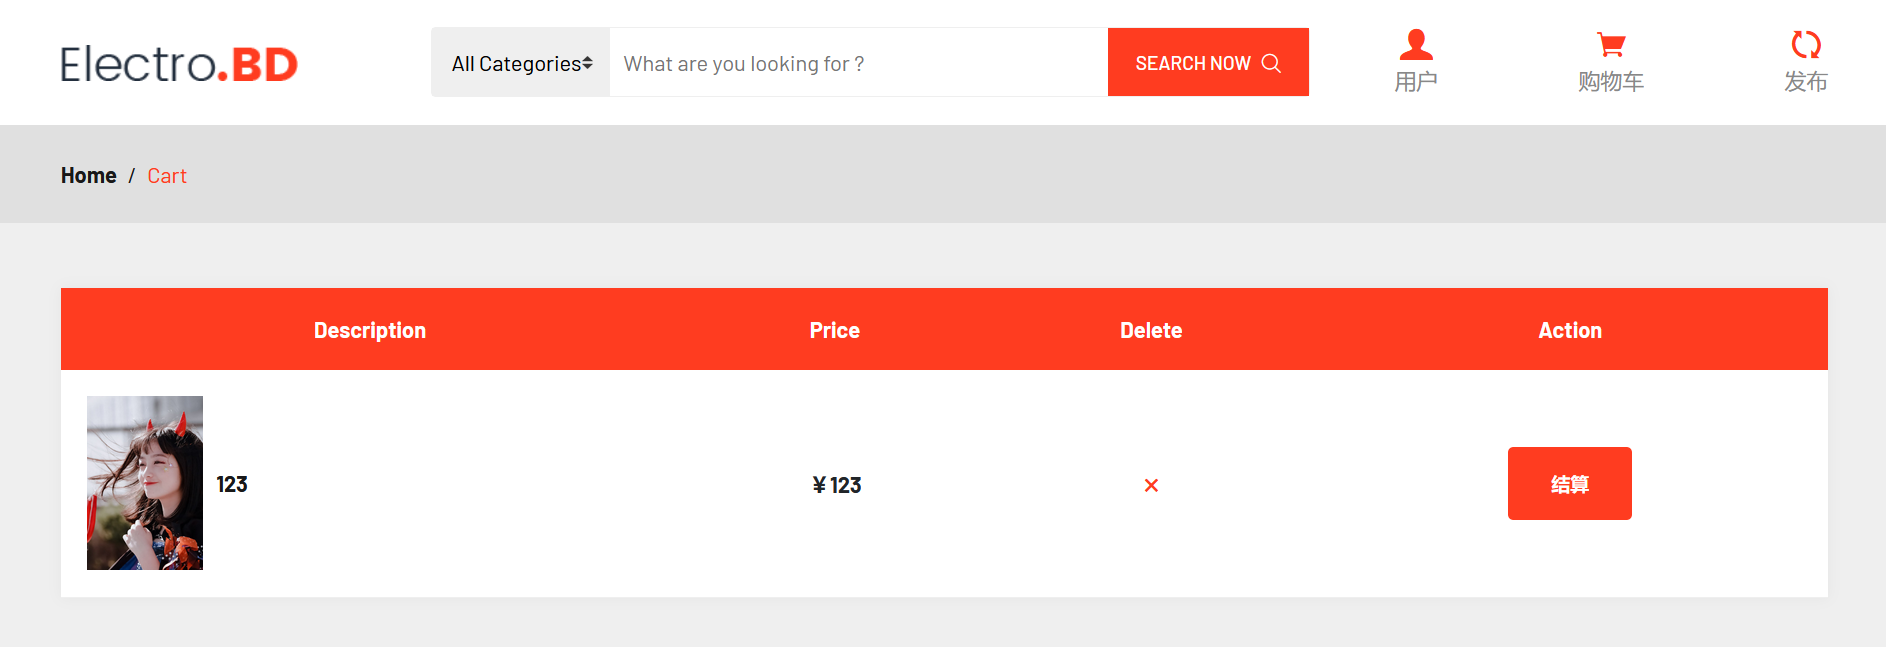 Electro.BD
All Categories
What are you looking for ?
SEARCH NOW
用户
购物车
发布
Home / Cart
Description Price Delete Action
123 ¥123 × 结算